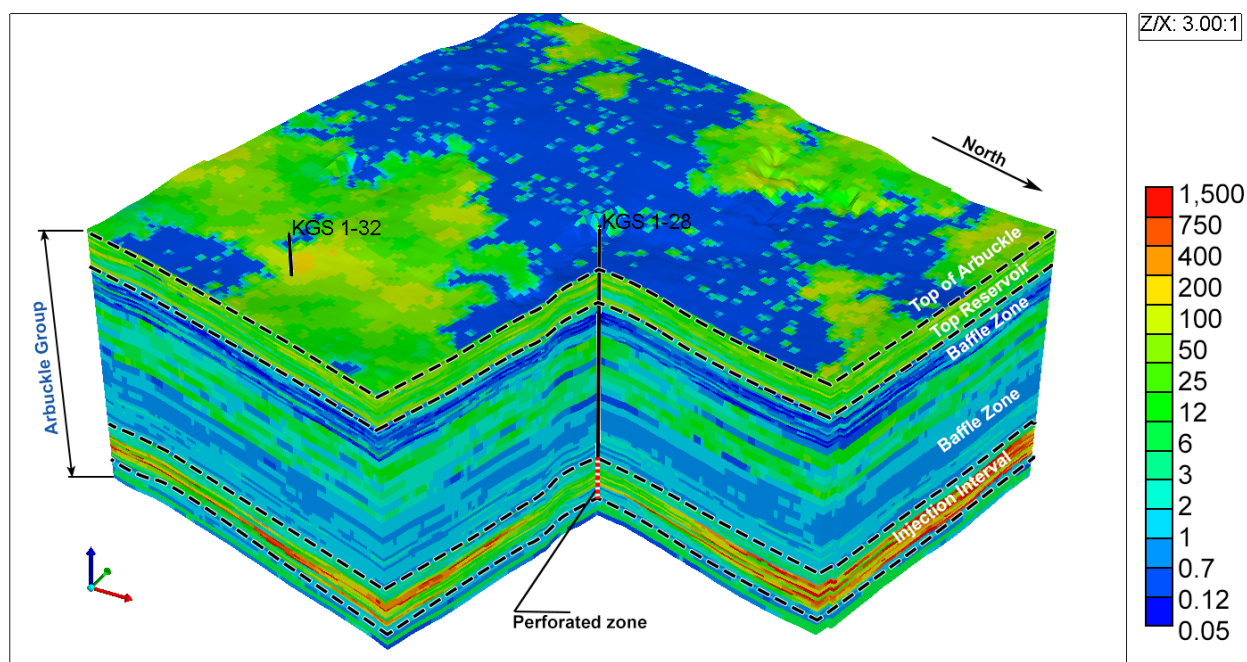 Z/X: 3.00:1
North
KGS 1-32
KGS 1-28
Top of Arbuckle
Top Reservoir
Baffle Zone
Arbuckle Group
Baffle Zone
Injection Interval
Perforated zone
1,500
750
400
200
100
50
25
12
6
3
2
1
0.7
0.12
0.05